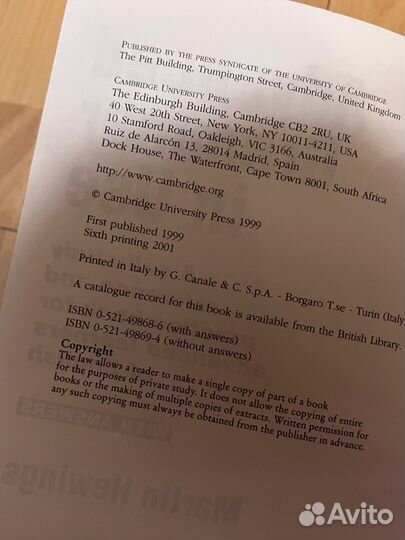 PUBLISHED BY THE PRESS SYNDICATE OF THE UNIVERSITY OF CAMBRIDGE
The Pitt Building, Trumpington Street, Cambridge, United Kingdom
CAMBRIDGE UNIVERSITY PRESS
The Edinburgh Building, Cambridge CB2 2RU, UK
40 West 20th Street, New York, NY 10011-4211, USA
10 Stamford Road, Oakleigh, VIC 3166, Australia
Ruiz de Alarcón 13, 28014 Madrid, Spain
Dock House, The Waterfront, Cape Town 8001, South Africa
http://www.cambridge.org
© Cambridge University Press 1999
First published 1999
Sixth printing 2001
Printed in Italy by G. Canale & C. S.p.A. - Borgaro T.se - Turin (Italy
A catalogue record for this book is available from the British Library.
ISBN 0-521-49868-6 (with answers)
ISBN 0-521-49869-4 (without answers)
Copyright
The law allows a reader to make a single copy of part of a book
for the purposes of private study. It does not allow the copying of entire
books or the making of multiple copies of extracts. Written permission for
any such copying must always be obtained from the publisher in advance.
WITH ANSWERS
Martin Hewings
Avito